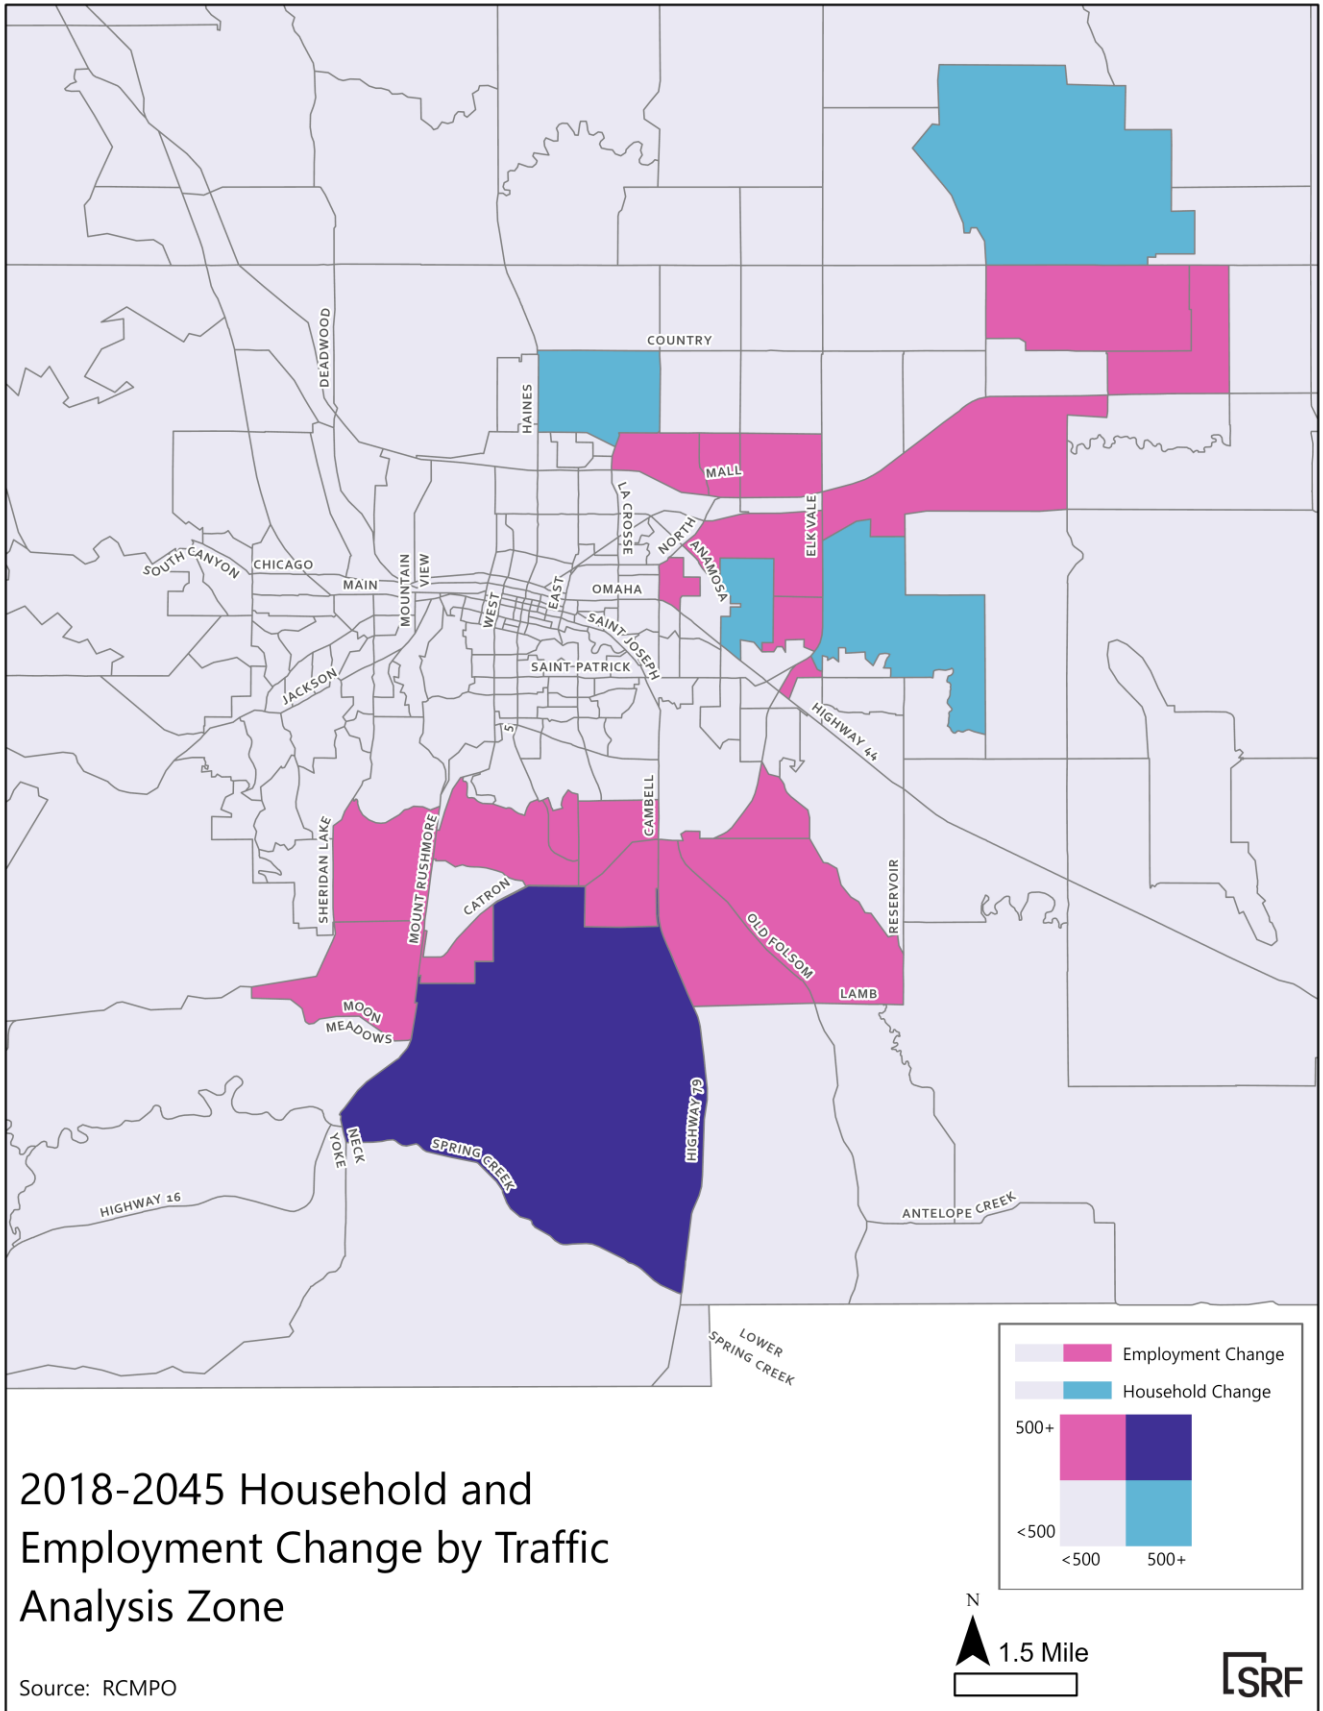 COUNTRY
DEADWOOD
HAINES
MALL
LA CROSSE
ELK VALE
NORTH
ANAMOSA
SOUTH CANYON
CHICAGO
MAIN
MOUNTAIN
VIEW
WEST
EAST
OMAHA
SAINT JOSEPH
SAINT PATRICK
JACKSON
5
HIGHWAY 44
CAMBELL
SHERIDAN LAKE
MOUNT RUSHMORE
CATRON
RESERVOIR
OLD FOLSOM
LAMB
MOON
MEADOWS
HIGHWAY 79
NECK
YOKE
SPRING CREEK
HIGHWAY 16
ANTELOPE CREEK
LOWER
SPRING CREEK
Employment Change
Household Change
500+
<500
<500 500+
2018-2045 Household and
Employment Change by Traffic
Analysis Zone
N
1.5 Mile
Source: RCMPO
SRF